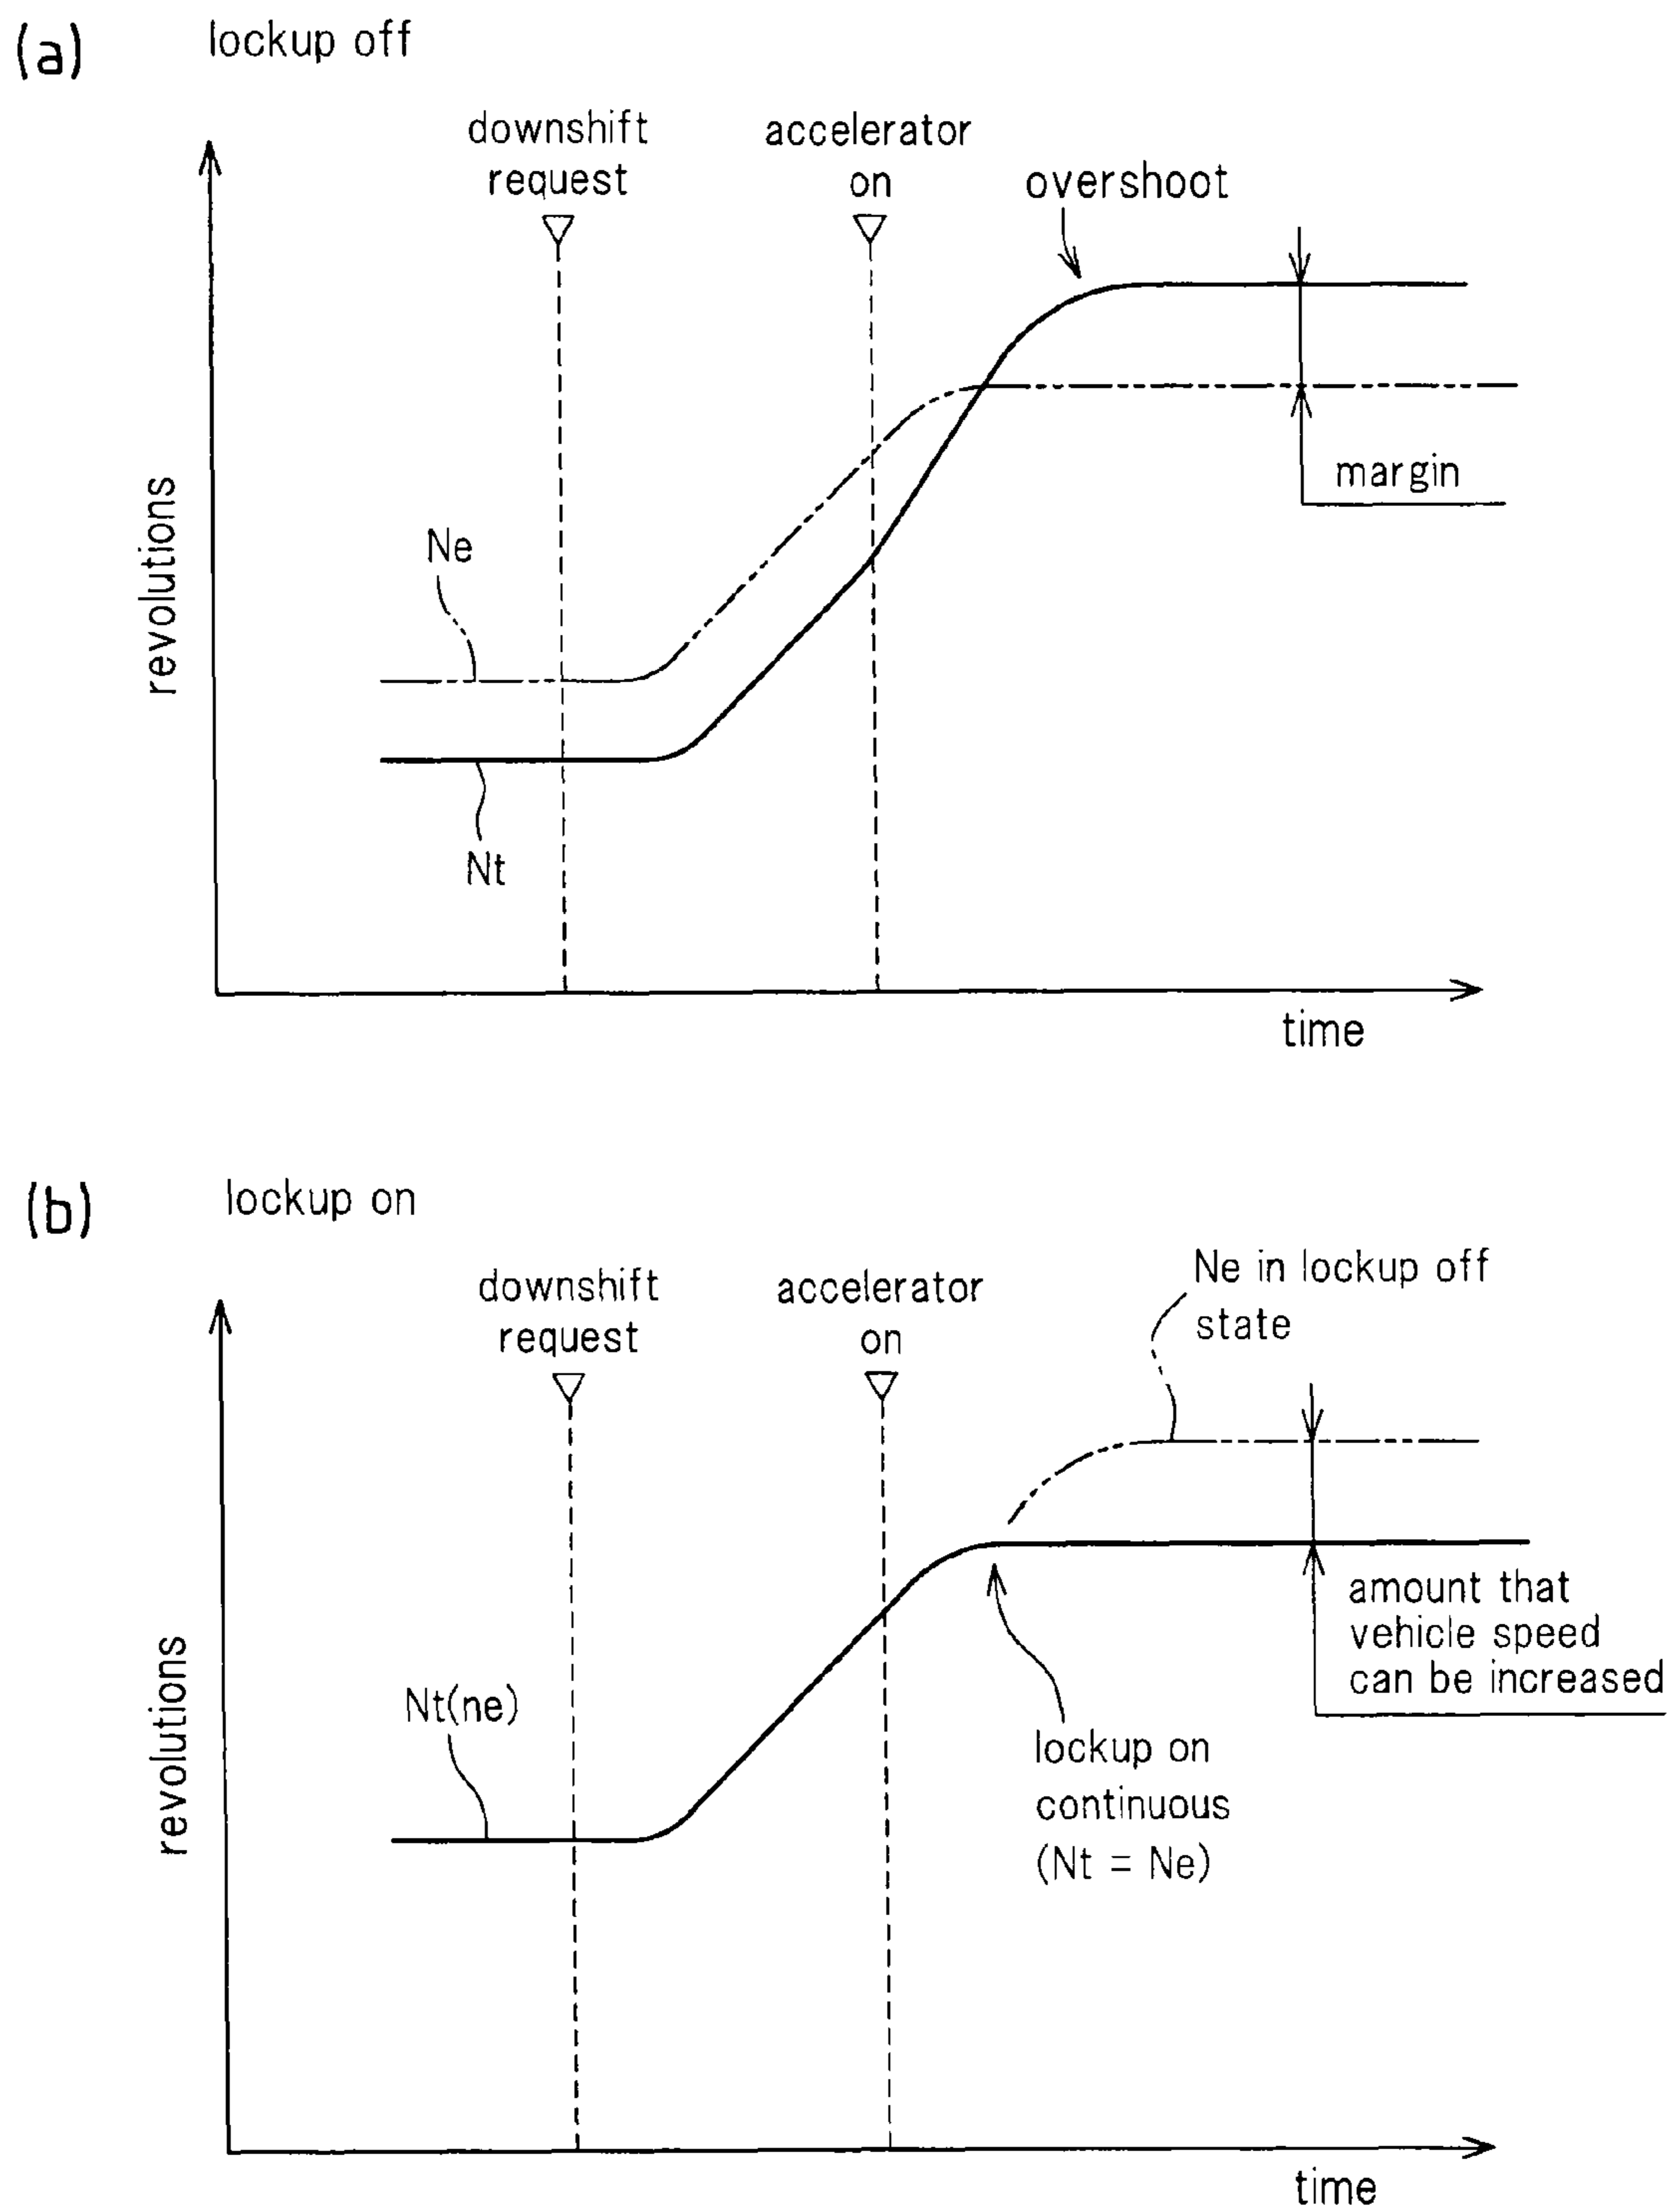 (a)
lockup off
downshift
request
accelerator
on
overshoot
margin
revolutions
Ne
Nt
time
(b)
lockup on
downshift
request
accelerator
on
Ne in lockup off
state
amount that
vehicle speed
can be increased
revolutions
Nt(ne)
lockup on
continuous
(Nt = Ne)
time